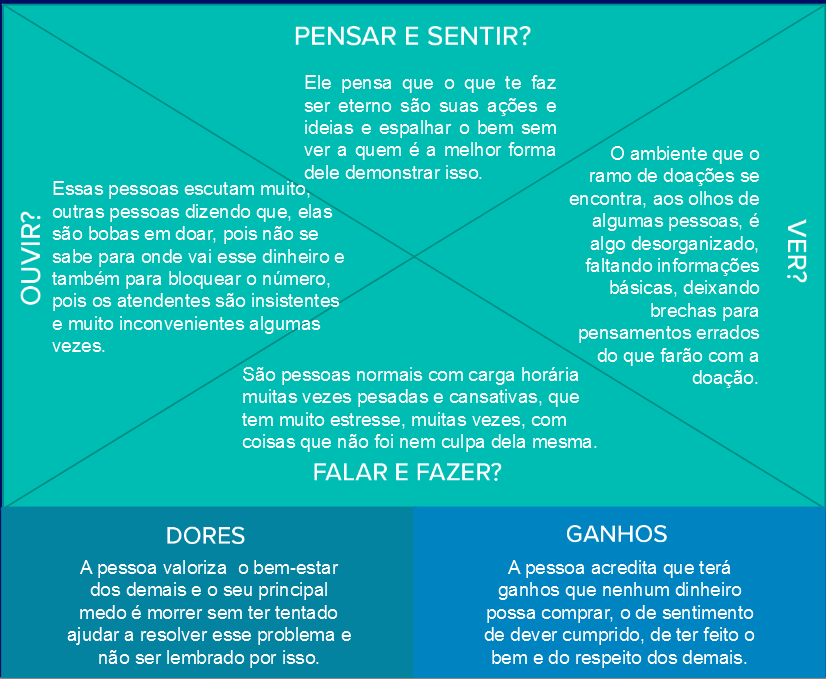 PENSAR E SENTIR?
Ele pensa que o que te faz
ser eterno são suas ações e
ideias e espalhar o bem sem
ver a quem é a melhor forma
dele demonstrar isso.
OUVIR?
Essas pessoas escutam muito,
outras pessoas dizendo que, elas
são bobas em doar, pois não se
sabe para onde vai esse dinheiro e
também para bloquear o número,
pois os atendentes são insistentes
e muito inconvenientes algumas
vezes.
VER?
O ambiente que o
ramo de doações se
encontra, aos olhos de
algumas pessoas, é
algo desorganizado,
faltando informações
básicas, deixando
brechas para
pensamentos errados
do que farão com a
doação.
São pessoas normais com carga horária
muitas vezes pesadas e cansativas, que
tem muito estresse, muitas vezes, com
coisas que não foi nem culpa dela mesma.
FALAR E FAZER?
DORES
A pessoa valoriza o bem-estar
dos demais e o seu principal
medo é morrer sem ter tentado
ajudar a resolver esse problema e
não ser lembrado por isso.
GANHOS
A pessoa acredita que terá
ganhos que nenhum dinheiro
possa comprar, o de sentimento
de dever cumprido, de ter feito o
bem e do respeito dos demais.